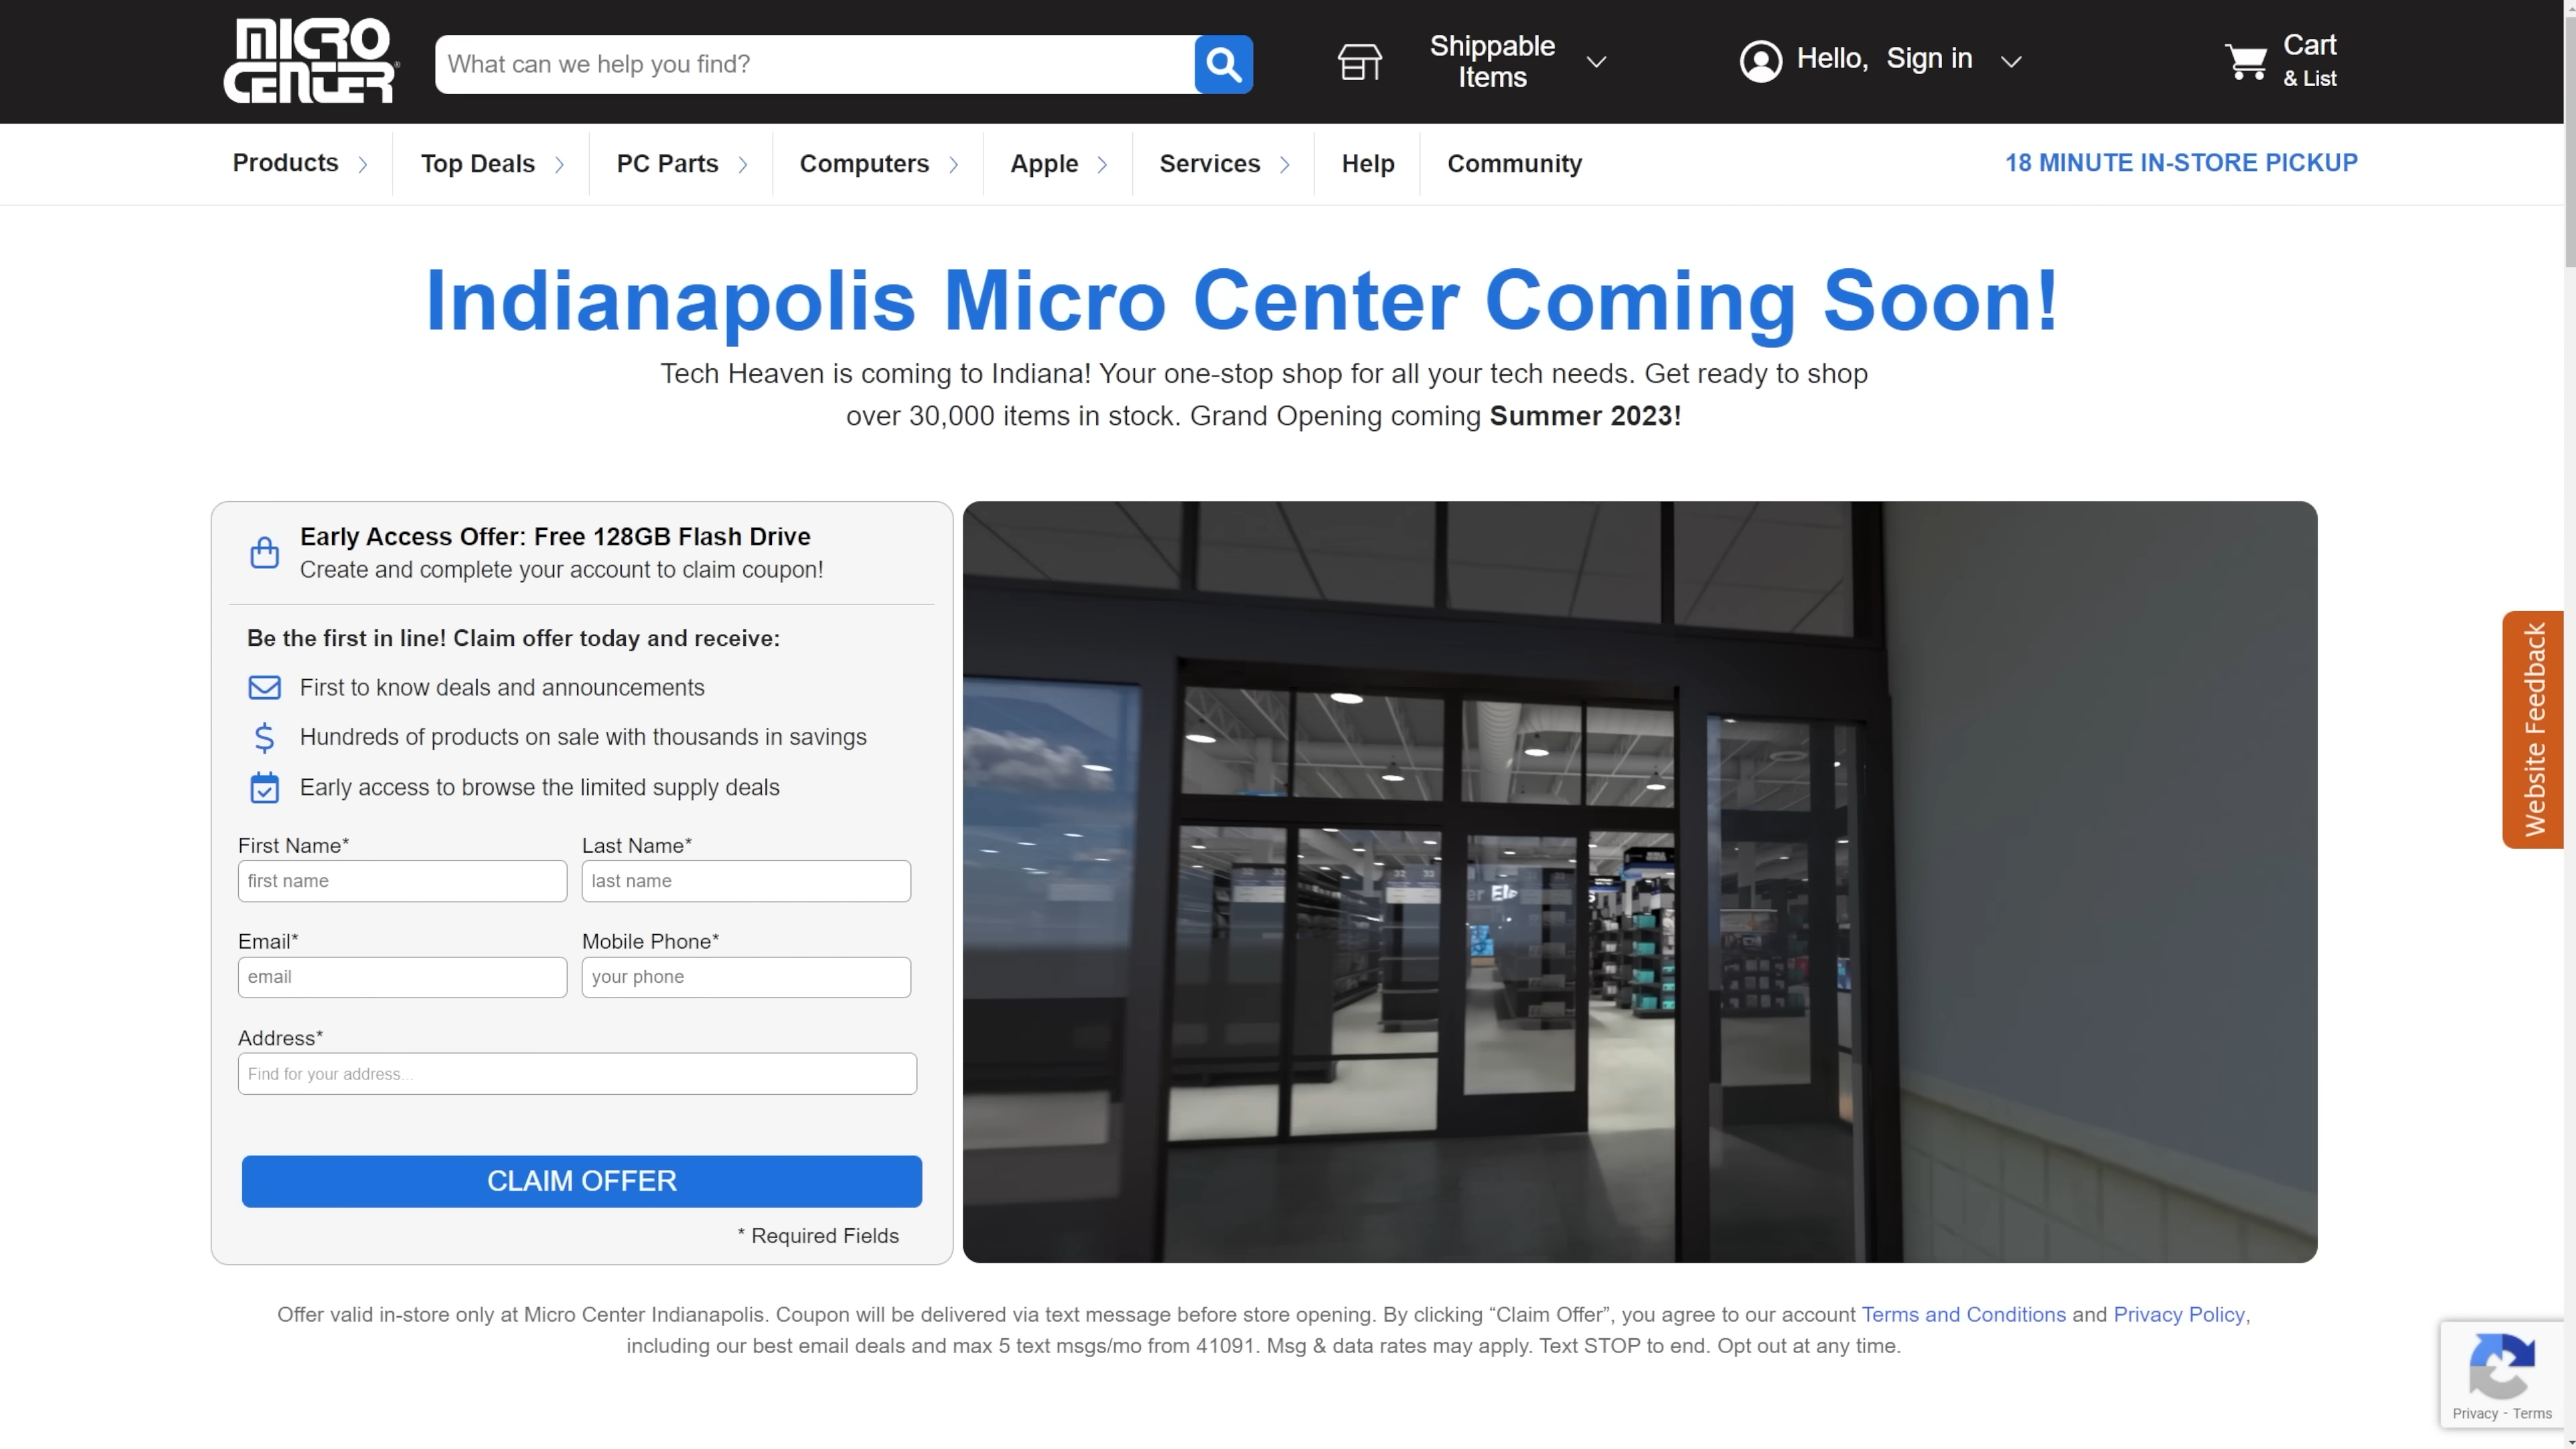 MICRO CENTER
What can we help you find?
Shippable
Items
Hello, Sign in
Cart
& List
Products
Top Deals
PC Parts
Computers
Apple
Services
Help
Community
18 MINUTE IN-STORE PICKUP
Indianapolis Micro Center Coming Soon!
Tech Heaven is coming to Indiana! Your one-stop shop for all your tech needs. Get ready to shop
over 30,000 items in stock. Grand Opening coming Summer 2023!
Early Access Offer: Free 128GB Flash Drive
Create and complete your account to claim coupon!
Be the first in line! Claim offer today and receive:
First to know deals and announcements
Hundreds of products on sale with thousands in savings
Early access to browse the limited supply deals
First Name*
Last Name*
first name
last name
Email*
Mobile Phone*
email
your phone
Address*
Find for your address...
CLAIM OFFER
* Required Fields
Website Feedback
Offer valid in-store only at Micro Center Indianapolis. Coupon will be delivered via text message before store opening. By clicking “Claim Offer”, you agree to our account Terms and Conditions and Privacy Policy,
including our best email deals and max 5 text msgs/mo from 41091. Msg & data rates may apply. Text STOP to end. Opt out at any time.
Privacy - Terms